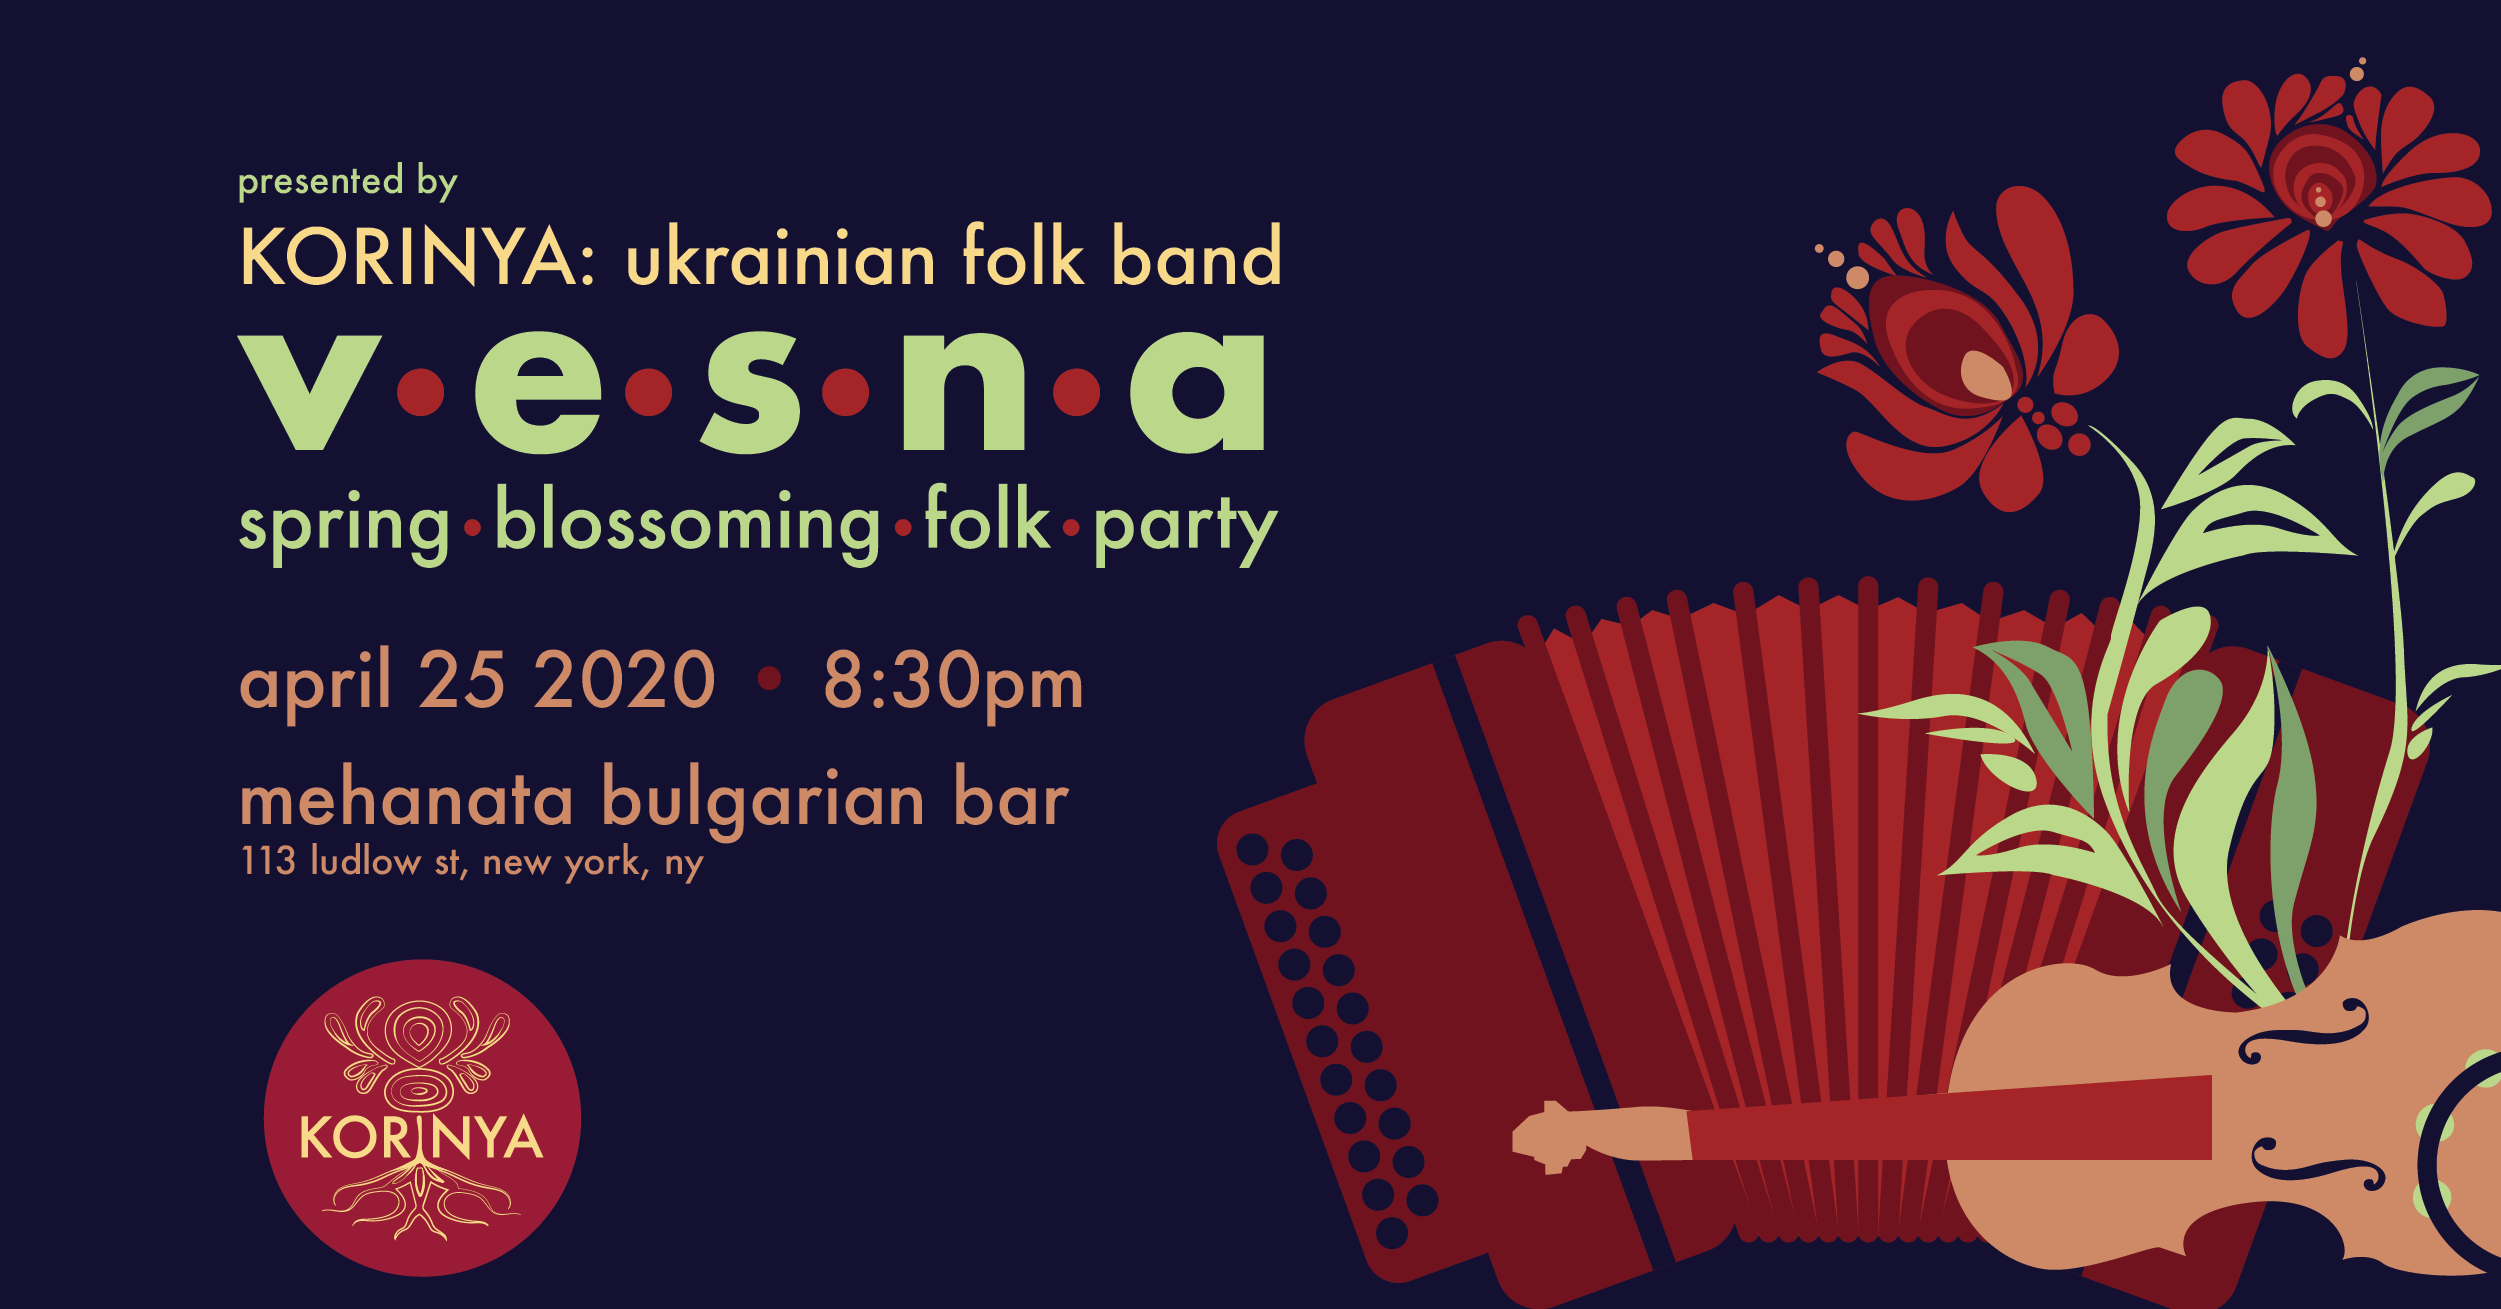 presented by
KORINYA: ukrainian folk band
v•e•s•n•a
spring•blossoming•folk•party
april 25 2020 • 8:30pm
mehanata bulgarian bar
113 ludlow st, new york, ny
KORINYA